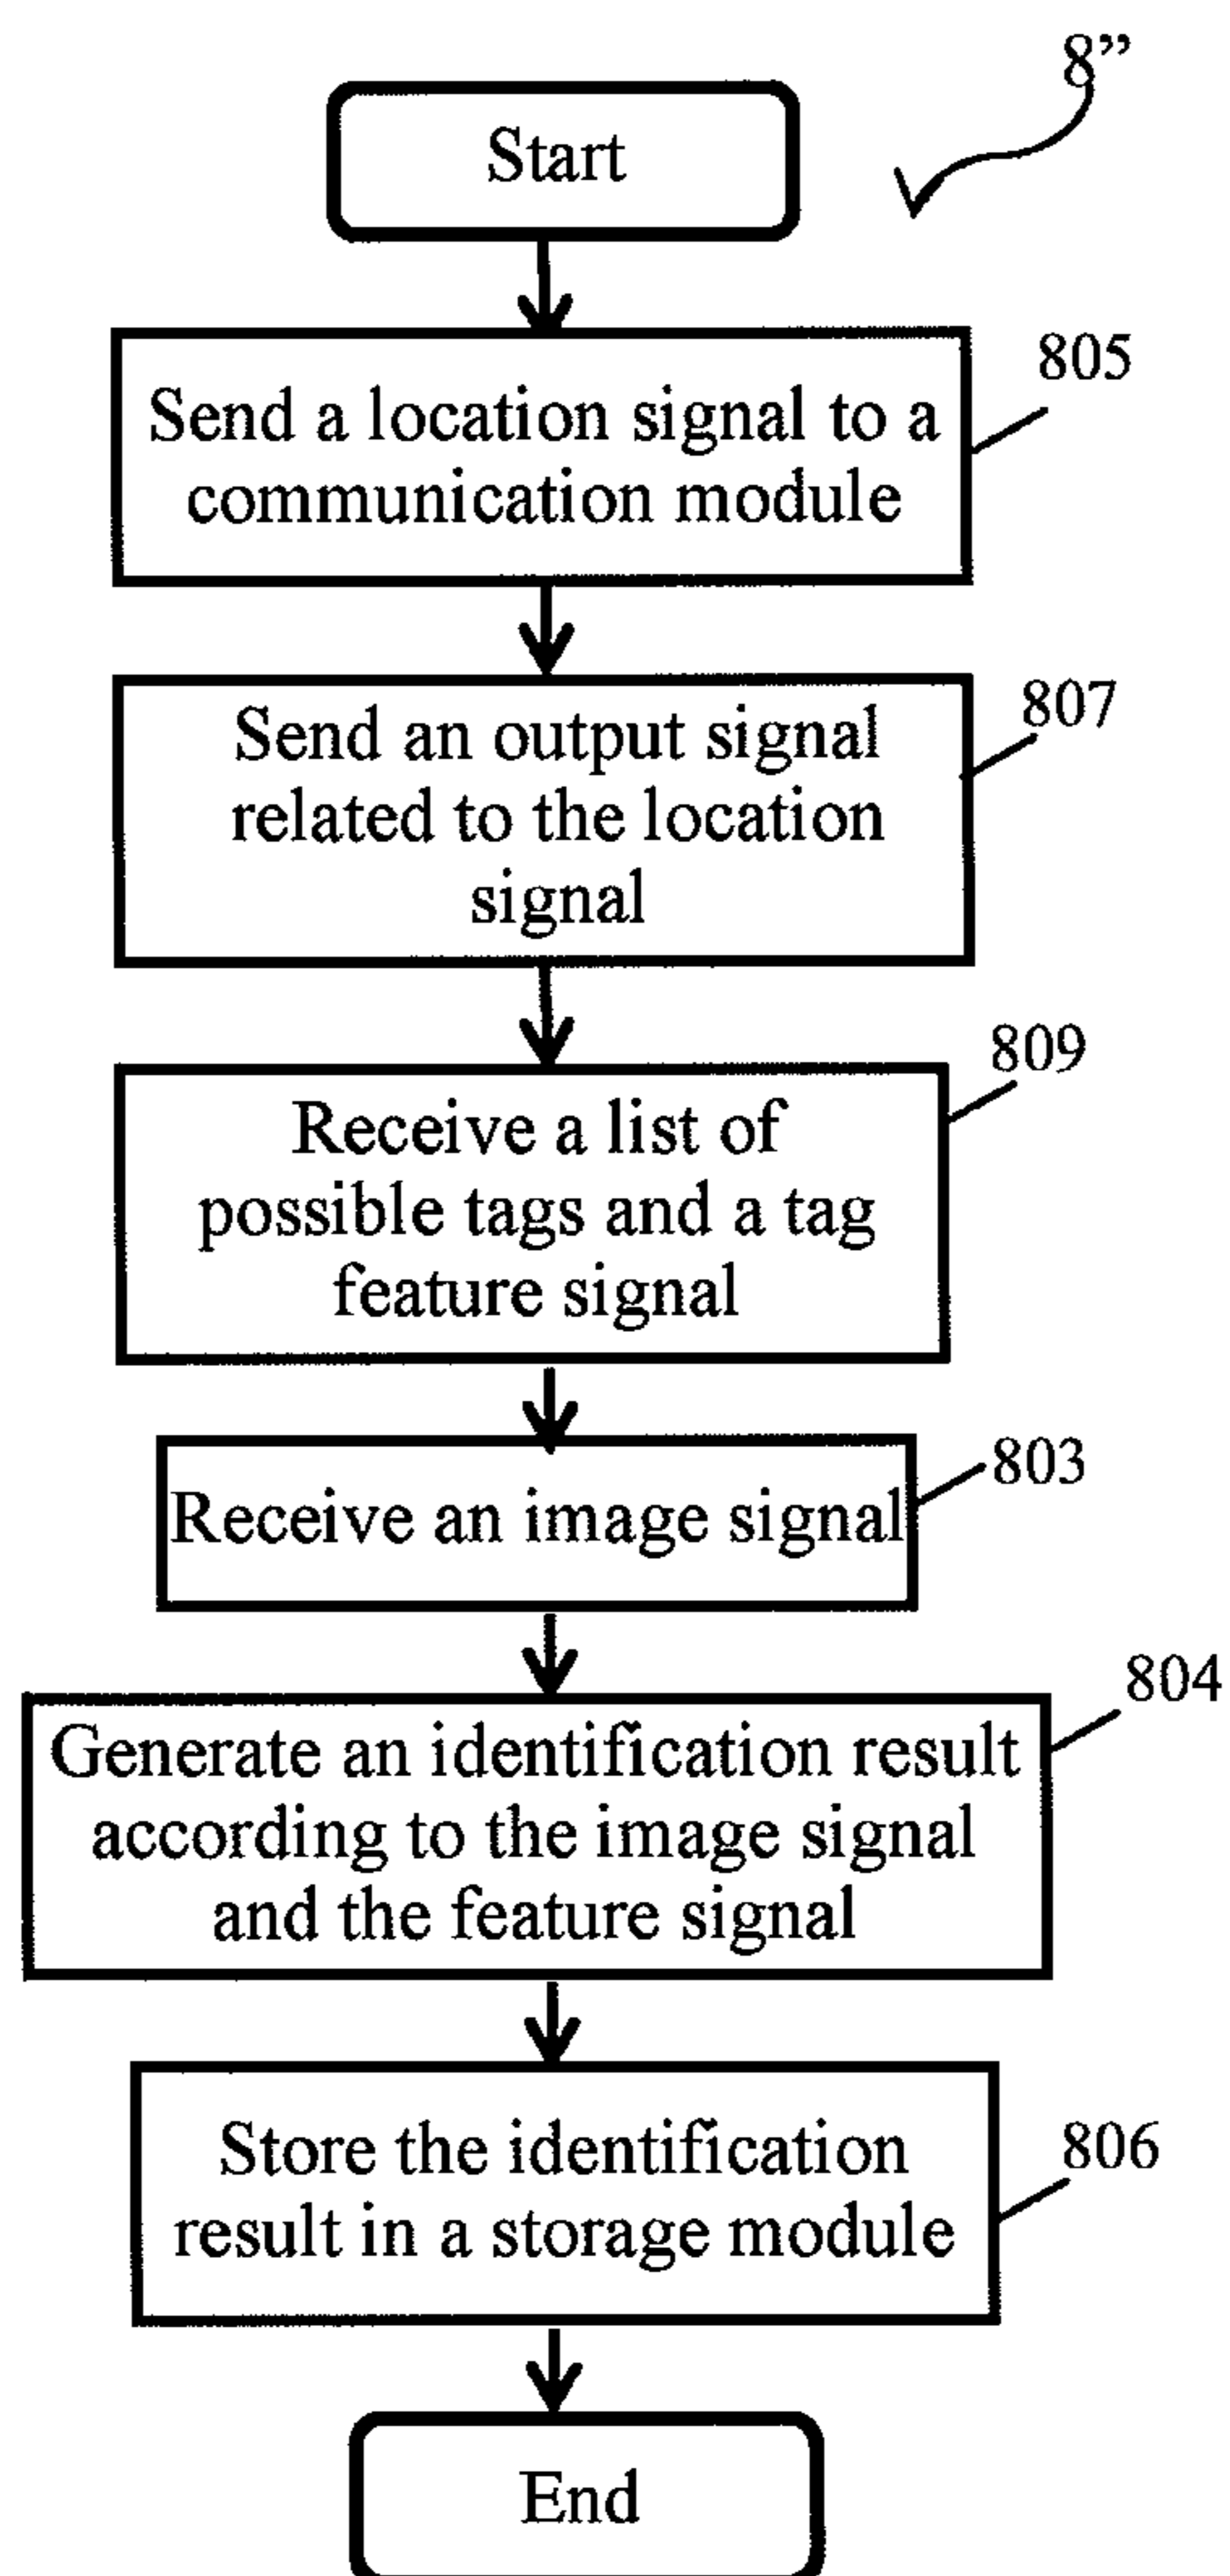 8”
Start
805
Send a location signal to a
communication module
807
Send an output signal
related to the location
signal
809
Receive a list of
possible tags and a tag
feature signal
803
Receive an image signal
804
Generate an identification result
according to the image signal
and the feature signal
806
Store the identification
result in a storage module
End